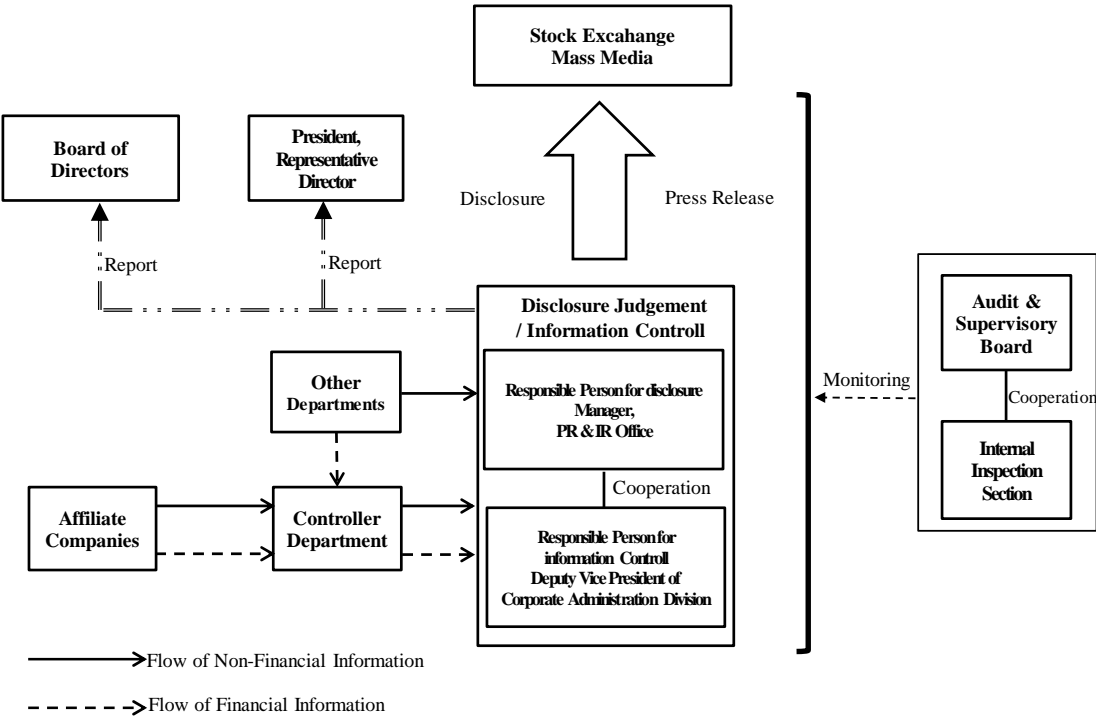 Stock Excahange
Mass Media
Board of
Directors
President,
Representative
Director
Disclosure
Press Release
Report
Report
Disclosure Judgement
/ Information Controll
Audit &
Supervisory
Board
Other
Departments
Responsible Person for disclosure
Manager,
PR & IR Office
Monitoring
Cooperation
Internal
Inspection
Section
Cooperation
Affiliate
Companies
Controller
Department
Responsible Person for
information Controll
Deputy Vice President of
Corporate Administration Division
Flow of Non-Financial Information
Flow of Financial Information